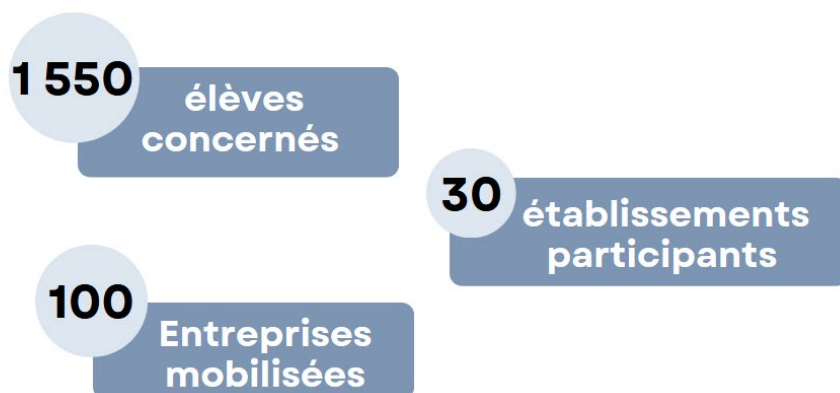 1 550
élèves
concernés
30
établissements
participants
100
Entreprises
mobilisées